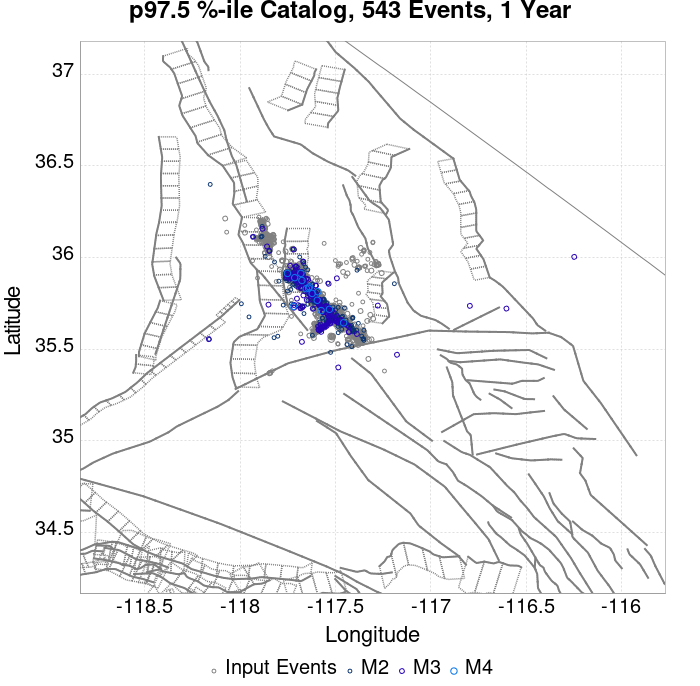 p97.5 %-ile Catalog, 543 Events, 1 Year
37
36.5
36
35.5
35
34.5
Latitude
-118.5 -118 -117.5 -117 -116.5 -116
Longitude
Input Events M2 M3 M4